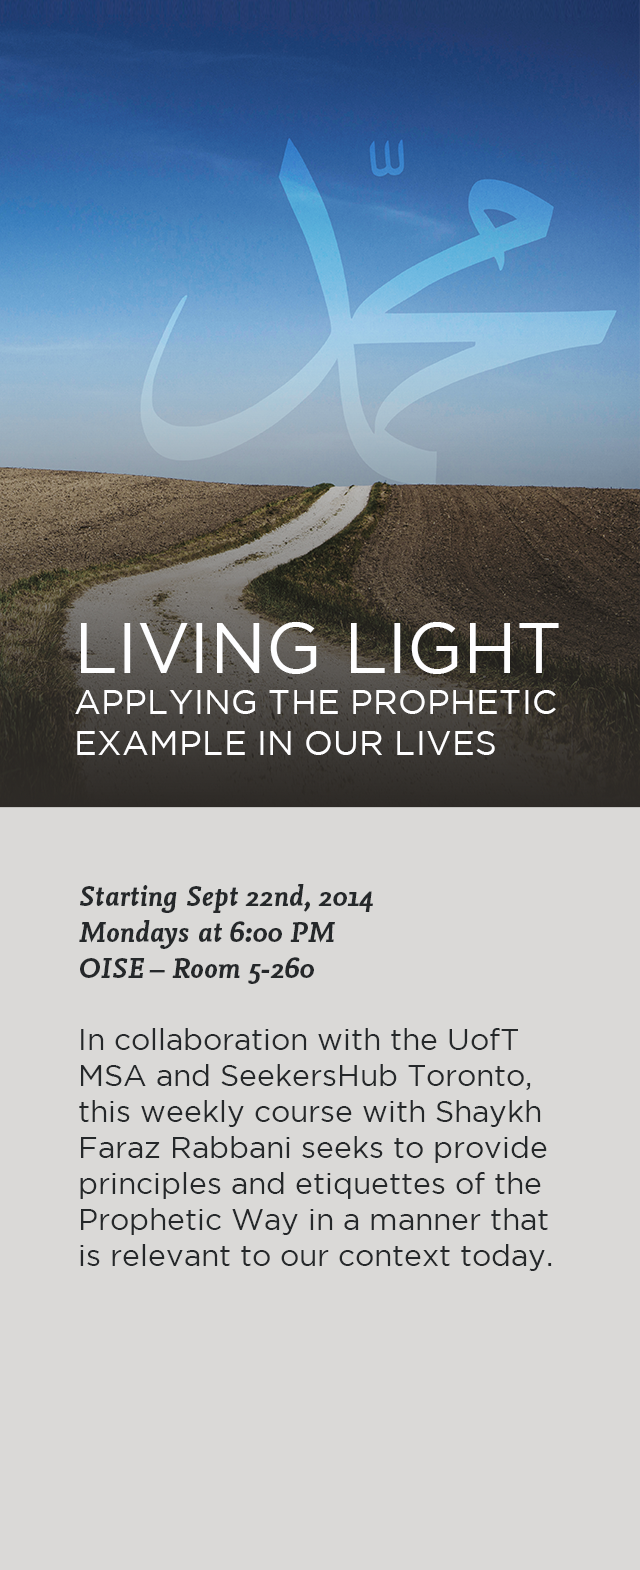 محمد
LIVING LIGHT
APPLYING THE PROPHETIC
EXAMPLE IN OUR LIVES
Starting Sept 22nd, 2014
Mondays at 6:00 PM
OISE – Room 5-260
In collaboration with the UofT
MSA and SeekersHub Toronto,
this weekly course with Shaykh
Faraz Rabbani seeks to provide
principles and etiquettes of the
Prophetic Way in a manner that
is relevant to our context today.